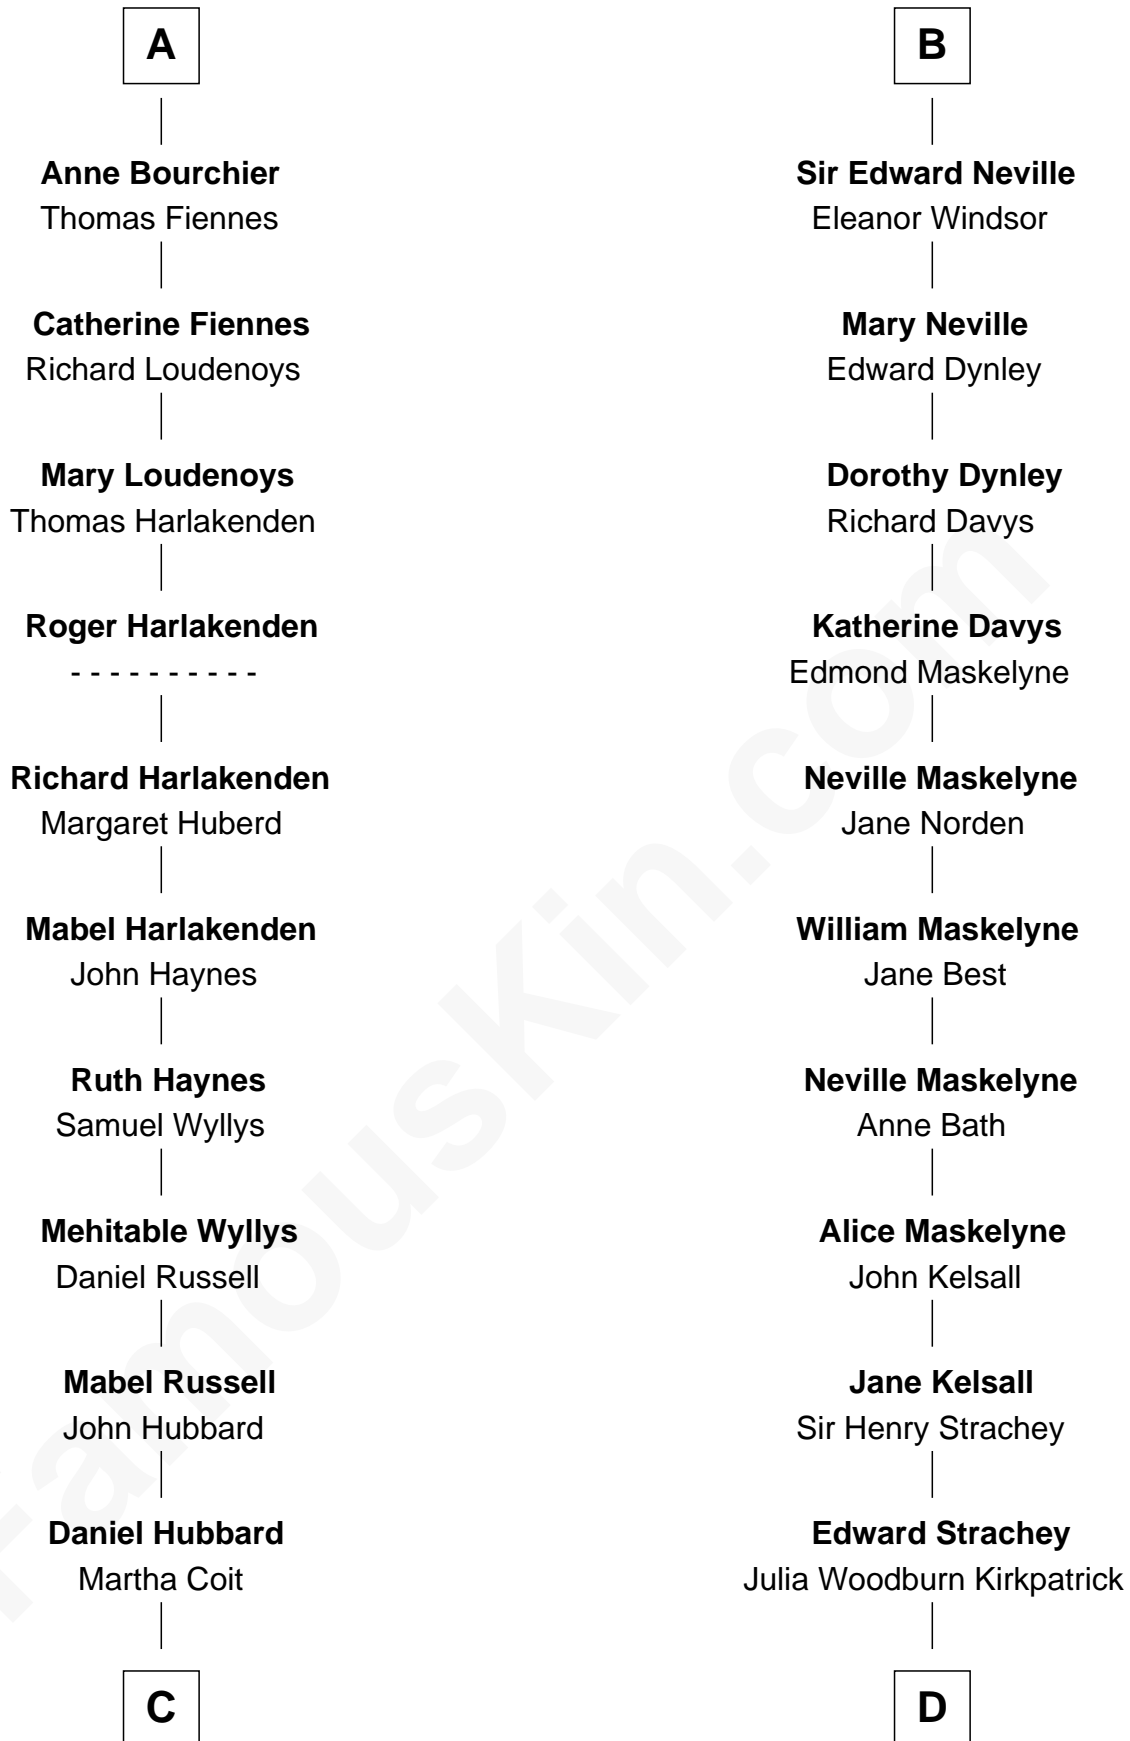 A
Anne Bourchier
Thomas Fiennes
Catherine Fiennes
Richard Loudenoys
Mary Loudenoys
Thomas Harlakenden
Roger Harlakenden
- - - - - - - - - -
Richard Harlakenden
Margaret Huberd
Mabel Harlakenden
John Haynes
Ruth Haynes
Samuel Wyllys
Mehitable Wyllys
Daniel Russell
Mabel Russell
John Hubbard
Daniel Hubbard
Martha Coit
C
B
Sir Edward Neville
Eleanor Windsor
Mary Neville
Edward Dynley
Dorothy Dynley
Richard Davys
Katherine Davys
Edmond Maskelyne
Neville Maskelyne
Jane Norden
William Maskelyne
Jane Best
Neville Maskelyne
Anne Bath
Alice Maskelyne
John Kelsall
Jane Kelsall
Sir Henry Strachey
Edward Strachey
Julia Woodburn Kirkpatrick
D
FamousKin.com